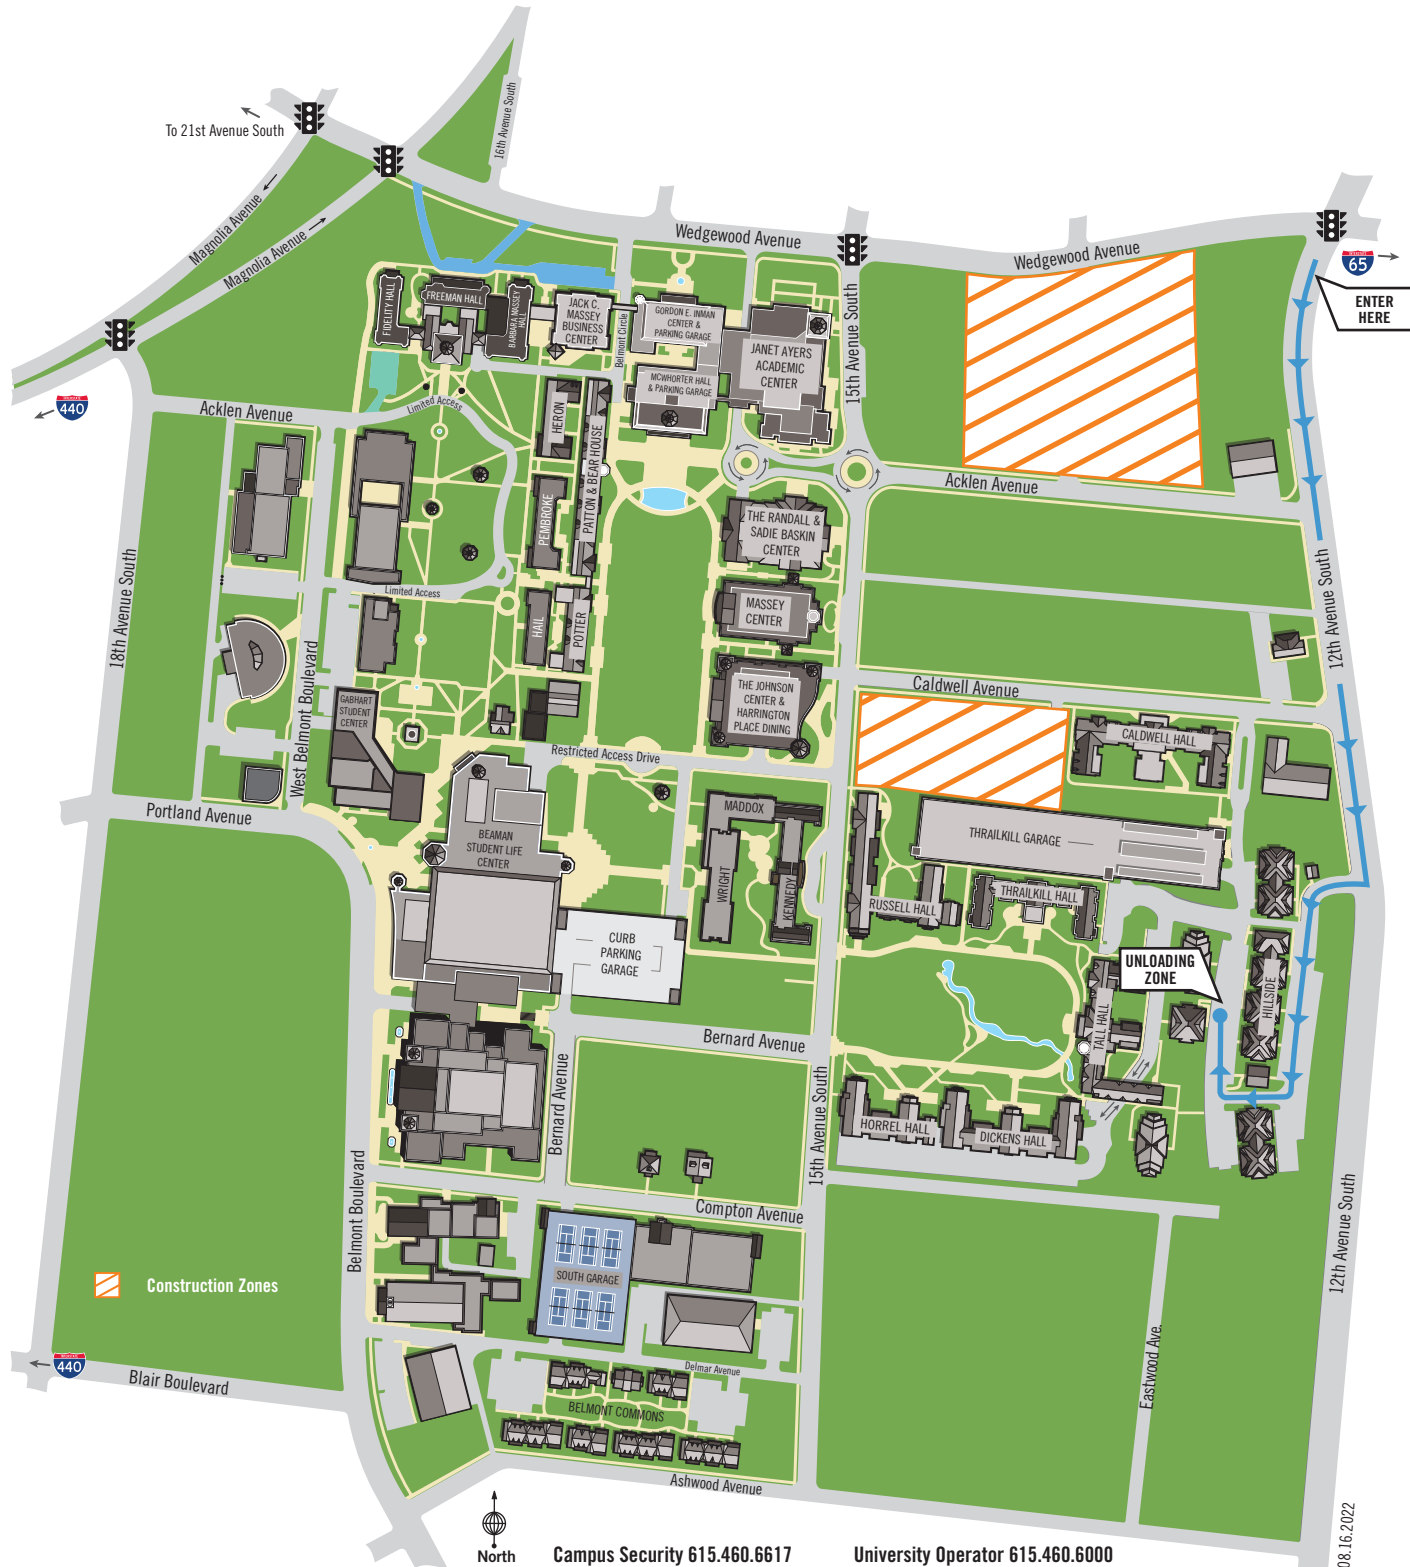 To 21st Avenue South
16th Avenue South
Magnolia Avenue
Magnolia Avenue
Wedgewood Avenue
Wedgewood Avenue
65
ENTER
HERE
440
Acklen Avenue
Limited Access
FIDELITY HALL
FREEMAN HALL
BARBARA MASSEY
HALL
JACK C.
MASSEY
BUSINESS
CENTER
Belmont Circle
GORDON E. INMAN
CENTER &
PARKING GARAGE
MCWHORTER HALL
& PARKING GARAGE
JANET AYERS
ACADEMIC
CENTER
15th Avenue South
HERON
PATTON & BEAR HOUSE
PEMBROKE
HAIL
POTTER
THE RANDALL &
SADIE BASKIN
CENTER
Acklen Avenue
MASSEY
CENTER
12th Avenue South
18th Avenue South
Limited Access
West Belmont Boulevard
GABHART
STUDENT
CENTER
THE JOHNSON
CENTER &
HARRINGTON
PLACE DINING
Caldwell Avenue
CALDWELL HALL
Restricted Access Drive
Portland Avenue
BEAMAN
STUDENT LIFE
CENTER
MADDOX
WRIGHT
KENNEDY
THRAILKILL GARAGE
RUSSELL HALL
THRAILKILL HALL
CURB
PARKING
GARAGE
UNLOADING
ZONE
HILLSIDE
TALL HALL
Bernard Avenue
Bernard Avenue
15th Avenue South
HORREL HALL
DICKENS HALL
Belmont Boulevard
Compton Avenue
12th Avenue South
SOUTH GARAGE
Construction Zones
Eastwood Ave.
440
Blair Boulevard
Delmar Avenue
BELMONT COMMONS
Ashwood Avenue
North
Campus Security 615.460.6617
University Operator 615.460.6000
08.16.2022